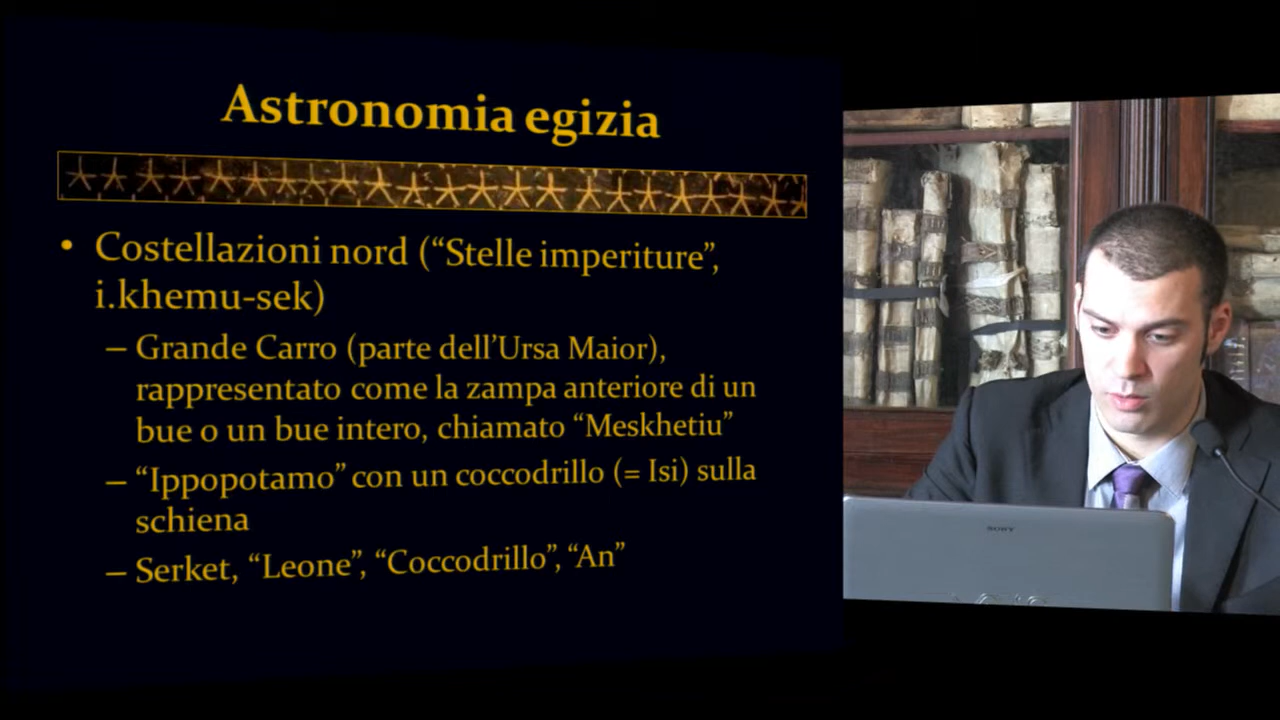 Astronomia egizia
• Costellazioni nord (“Stelle imperiture”,
i.khemu-sek)
– Grande Carro (parte dell’Ursa Maior),
rappresentato come la zampa anteriore di un
bue o un bue intero, chiamato “Meskhetiu”
– “Ippopotamo” con un coccodrillo (= Isi) sulla
schiena
– Serket, “Leone”, “Coccodrillo”, “An”
SONY